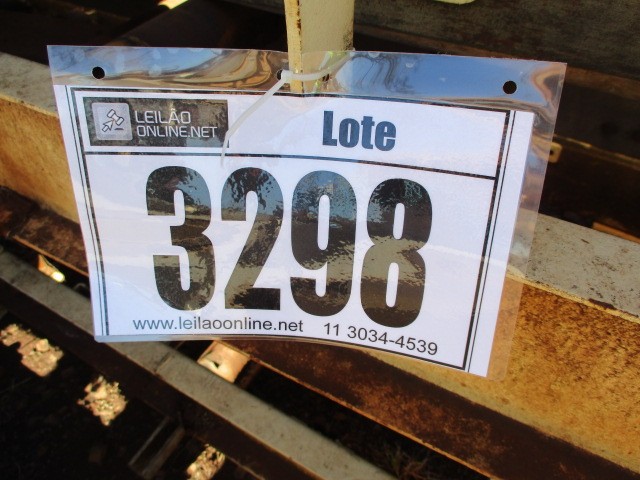 LEILÃO
ONLINE.NET
Lote
3298
www.leilaoonline.net 11 3034-4539